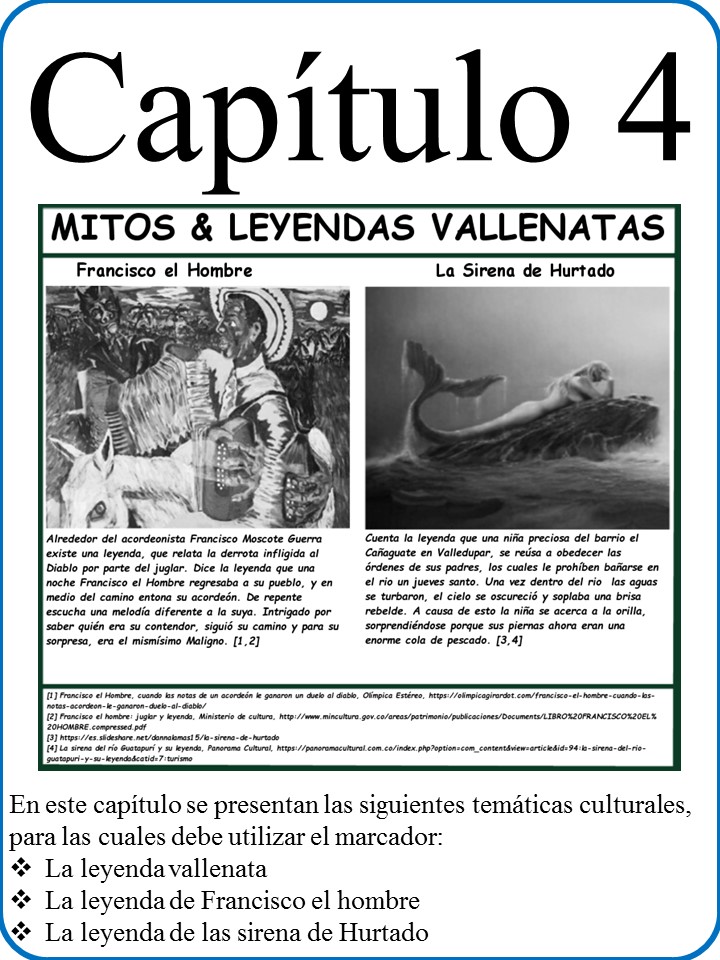 Capítulo 4
MITOS & LEYENDAS VALLENATAS
Francisco el Hombre
Alrededor del acordeonista Francisco Moscote Guerra
existe una leyenda, que relata la derrota infligida al
Diablo por parte del juglar. Dice la leyenda que una
noche Francisco el Hombre regresaba a su pueblo, y en
medio del camino entona su acordeón. De repente
escucha una melodía diferente a la suya. Intrigado por
saber quién era su contendor, siguió su camino y para su
sorpresa, era el mismísimo Maligno. [1,2]
La Sirena de Hurtado
Cuenta la leyenda que una niña preciosa del barrio el
Cañaguate en Valledupar, se reúsa a obedecer las
órdenes de sus padres, los cuales le prohíben bañarse en
el rio un jueves santo. Una vez dentro del rio las aguas
se turbaron, el cielo se oscureció y soplaba una brisa
rebelde. A causa de esto la niña se acerca a la orilla,
sorprendiéndose porque sus piernas ahora eran una
enorme cola de pescado. [3,4]
[1] Francisco el Hombre, cuando las notas de un acordeón le ganaron un duelo al diablo, Olímpica Estéreo, https://olimpicagirardot.com/francisco-el-hombre-cuando-las-
notas-acordeon-le-ganaron-duelo-al-diablo/
[2] Francisco el hombre: juglar y leyenda, Ministerio de cultura, http://www.mincultura.gov.co/areas/patrimonio/publicaciones/Documents/LIBRO%20FRANCISCO%20EL%
20HOMBRE.compressed.pdf
[3] https://es.slideshare.net/dannalamas15/la-sirena-de-hurtado
[4] La sirena del río Guatapurí y su leyenda, Panorama Cultural, https://panoramacultural.com.co/index.php?option=com_content&view=article&id=94:la-sirena-del-rio-
guatapuri-y-su-leyenda&catid=7:turismo
En este capítulo se presentan las siguientes temáticas culturales,
para las cuales debe utilizar el marcador:
❖ La leyenda vallenata
❖ La leyenda de Francisco el hombre
❖ La leyenda de las sirena de Hurtado